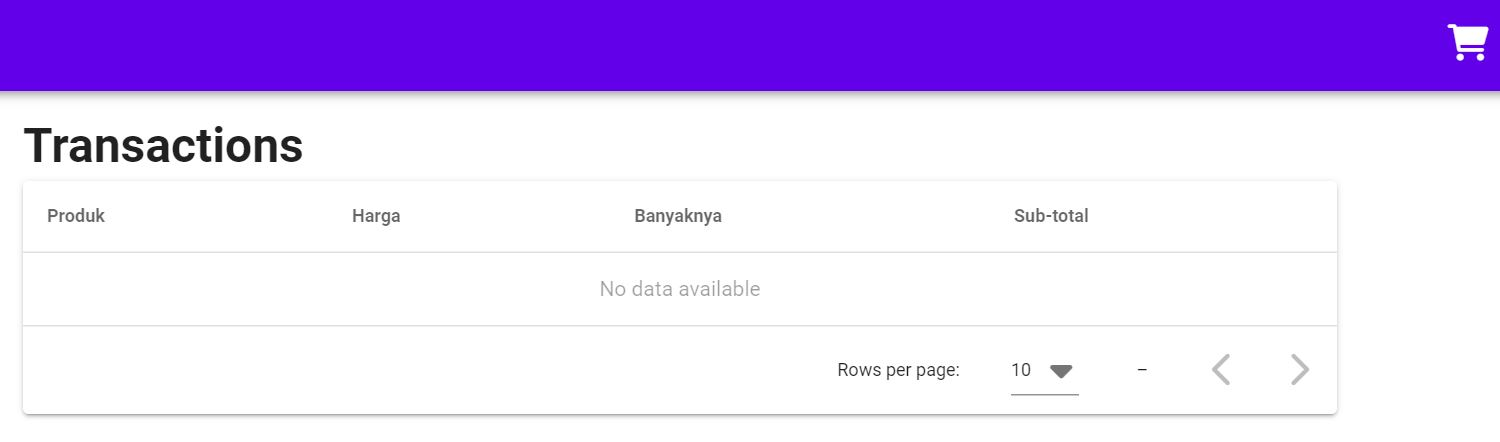 Transactions
Produk Harga Banyaknya Sub-total
No data available
Rows per page: 10 –